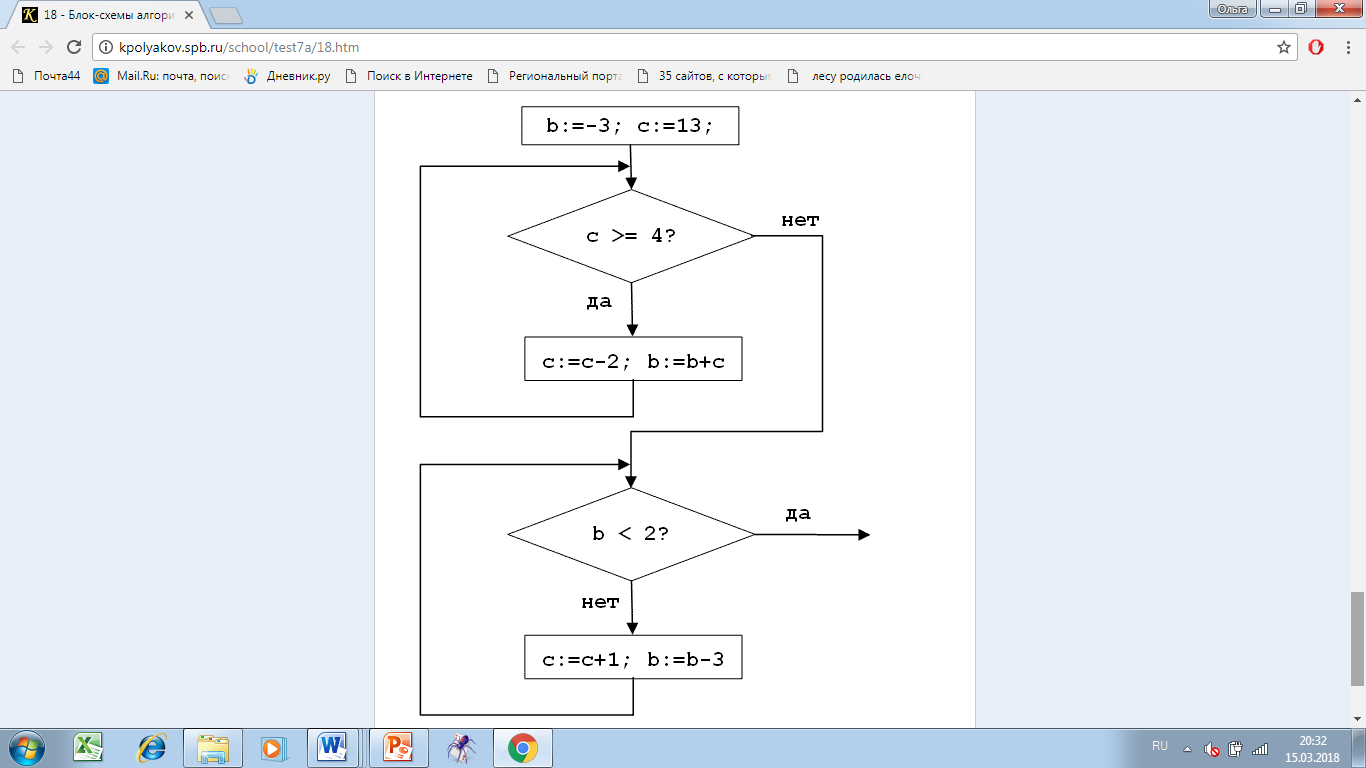 18 - Блок-схемы алгори
Ольга
kpolyakov.spb.ru/school/test7a/18.htm
Почта44
Mail.Ru: почта, поис
Дневник.ру
Поиск в Интернете
Региональный порта
35 сайтов, с которы
лесу родилась елоч
b:=-3; c:=13;
нет
c >= 4?
да
c:=c-2; b:=b+c
да
b < 2?
нет
c:=c+1; b:=b-3
RU
20:32
15.03.2018